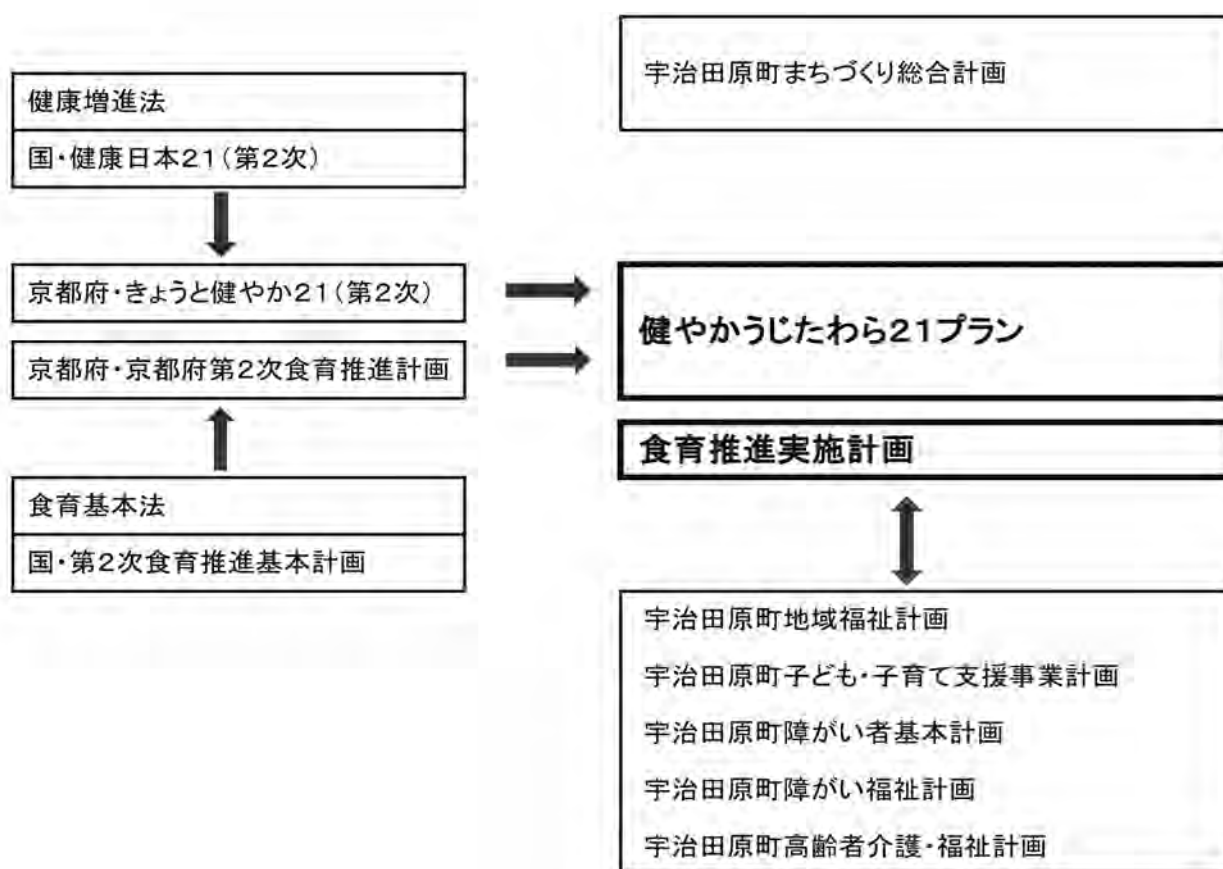 健康増進法
国・健康日本21(第2次)
京都府・きょうと健やか21(第2次)
京都府・京都府第2次食育推進計画
食育基本法
国・第2次食育推進基本計画
宇治田原町まちづくり総合計画
健やかうじたわら21プラン
食育推進実施計画
宇治田原町地域福祉計画
宇治田原町子ども・子育て支援事業計画
宇治田原町障がい者基本計画
宇治田原町障がい福祉計画
宇治田原町高齢者介護・福祉計画